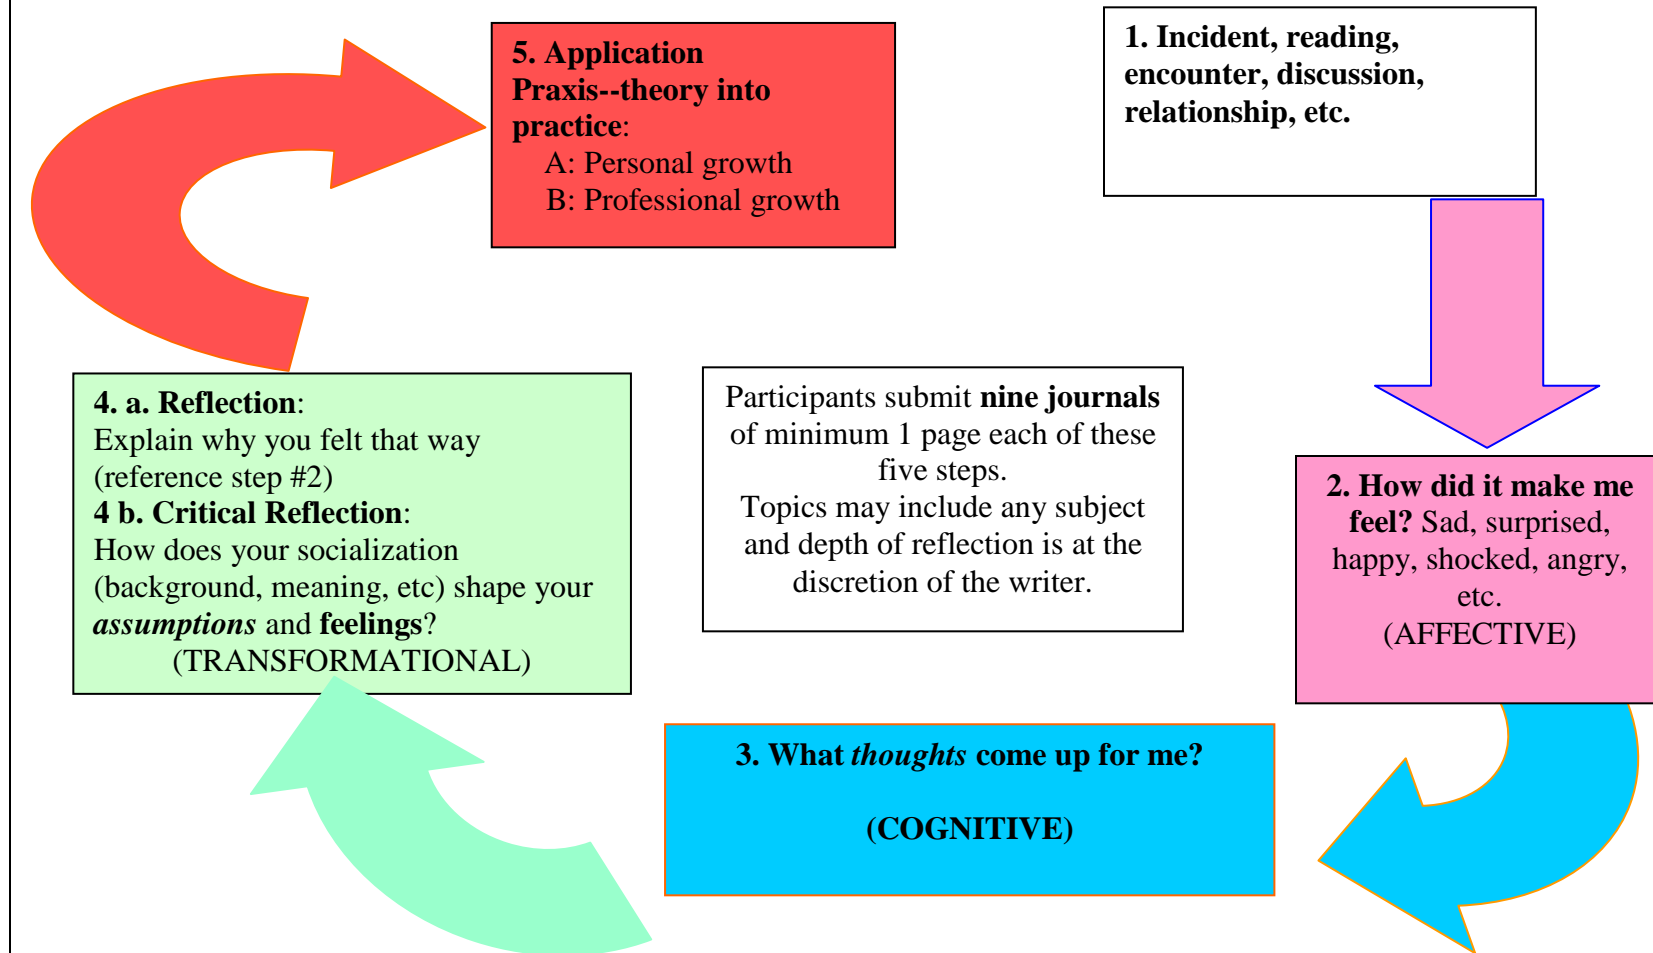 1. Incident, reading,
encounter, discussion,
relationship, etc.
2. How did it make me
feel? Sad, surprised,
happy, shocked, angry,
etc.
(AFFECTIVE)
3. What thoughts come up for me?
(COGNITIVE)
4. a. Reflection:
Explain why you felt that way
(reference step #2)
4 b. Critical Reflection:
How does your socialization
(background, meaning, etc) shape your
assumptions and feelings?
(TRANSFORMATIONAL)
5. Application
Praxis--theory into
practice:
A: Personal growth
B: Professional growth
Participants submit nine journals
of minimum 1 page each of these
five steps.
Topics may include any subject
and depth of reflection is at the
discretion of the writer.